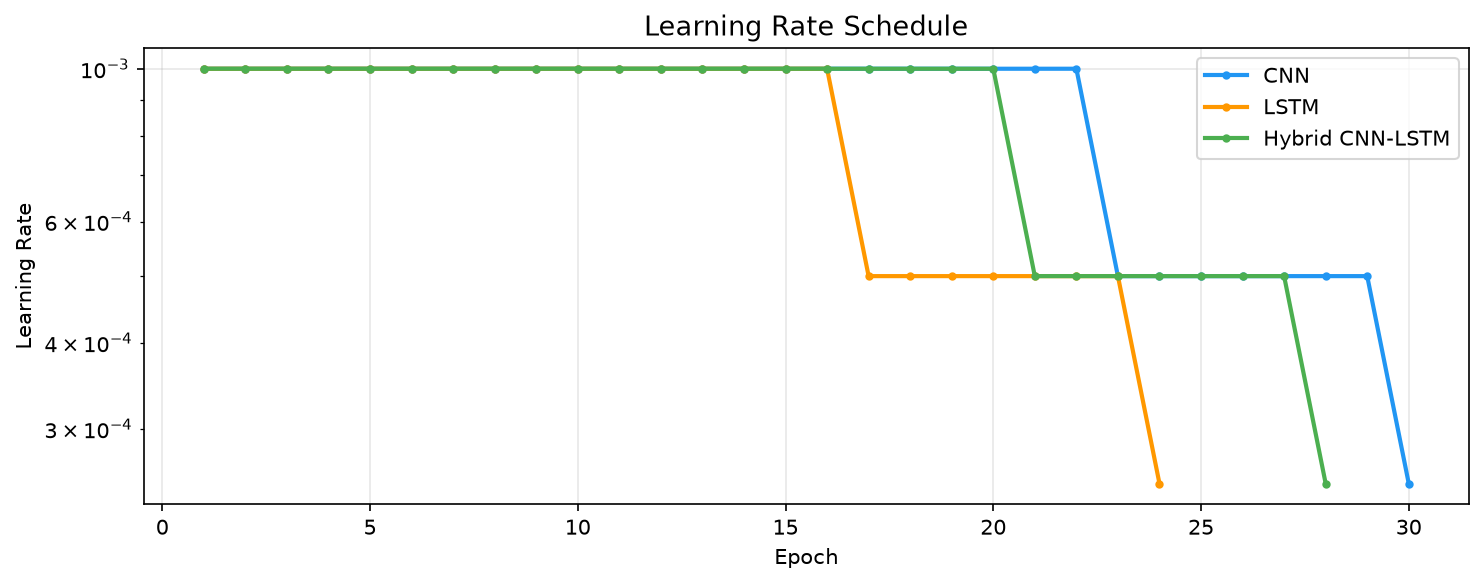 Learning Rate Schedule
10⁻³
6 × 10⁻⁴
4 × 10⁻⁴
3 × 10⁻⁴
Learning Rate
CNN
LSTM
Hybrid CNN-LSTM
0 5 10 15 20 25 30
Epoch